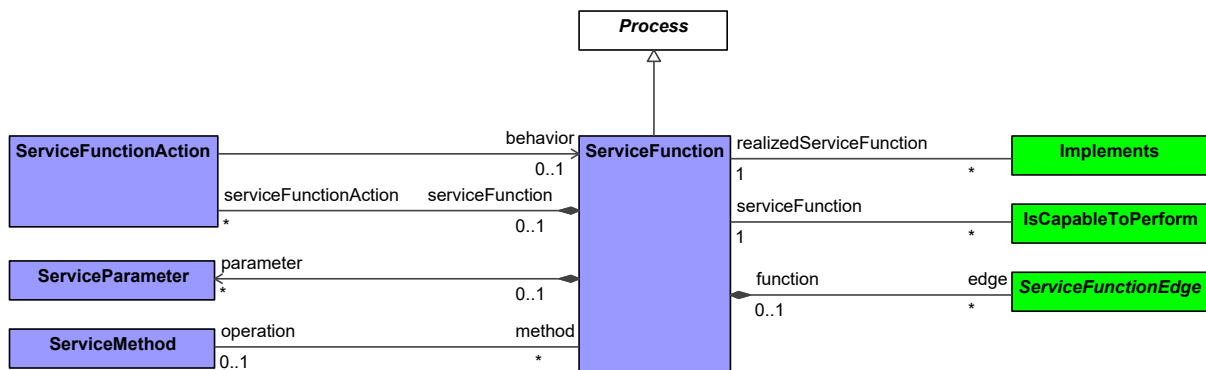 Process
ServiceFunctionAction
behavior
0..1
ServiceFunction
realizedServiceFunction
1
*
Implements
serviceFunctionAction
*
serviceFunction
0..1
serviceFunction
1
*
IsCapableToPerform
ServiceParameter
parameter
*
0..1
function
0..1
edge
*
ServiceFunctionEdge
ServiceMethod
operation
0..1
method
*